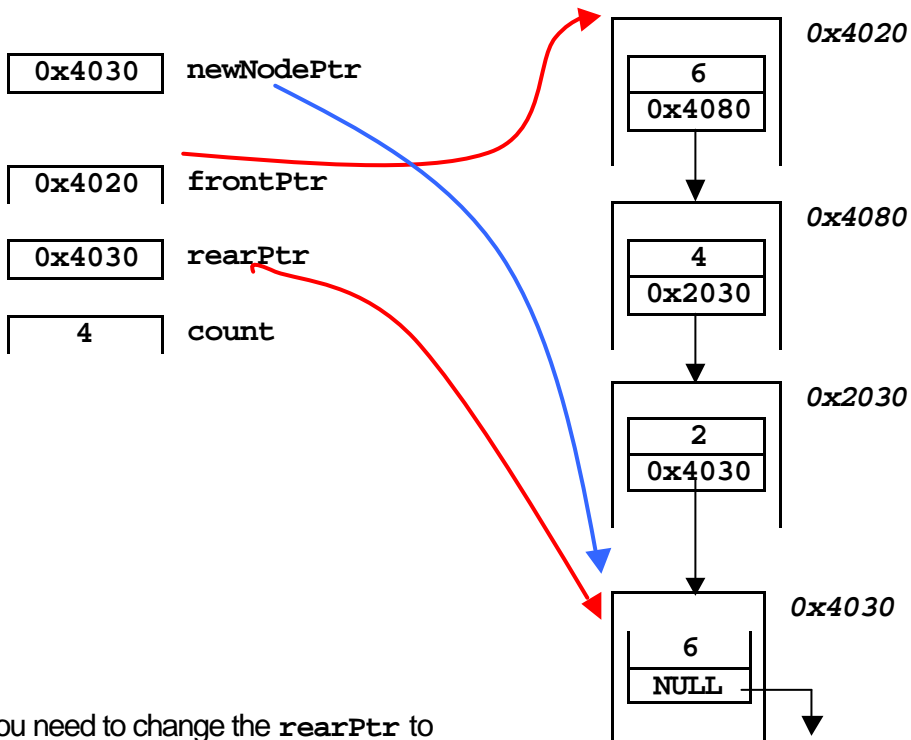 0x4030 newNodePtr
0x4020 frontPtr
0x4030 rearPtr
4 count
0x4020
6
0x4080
0x4080
4
0x2030
0x2030
2
0x4030
0x4030
6
NULL
ou need to change the rearPtr to